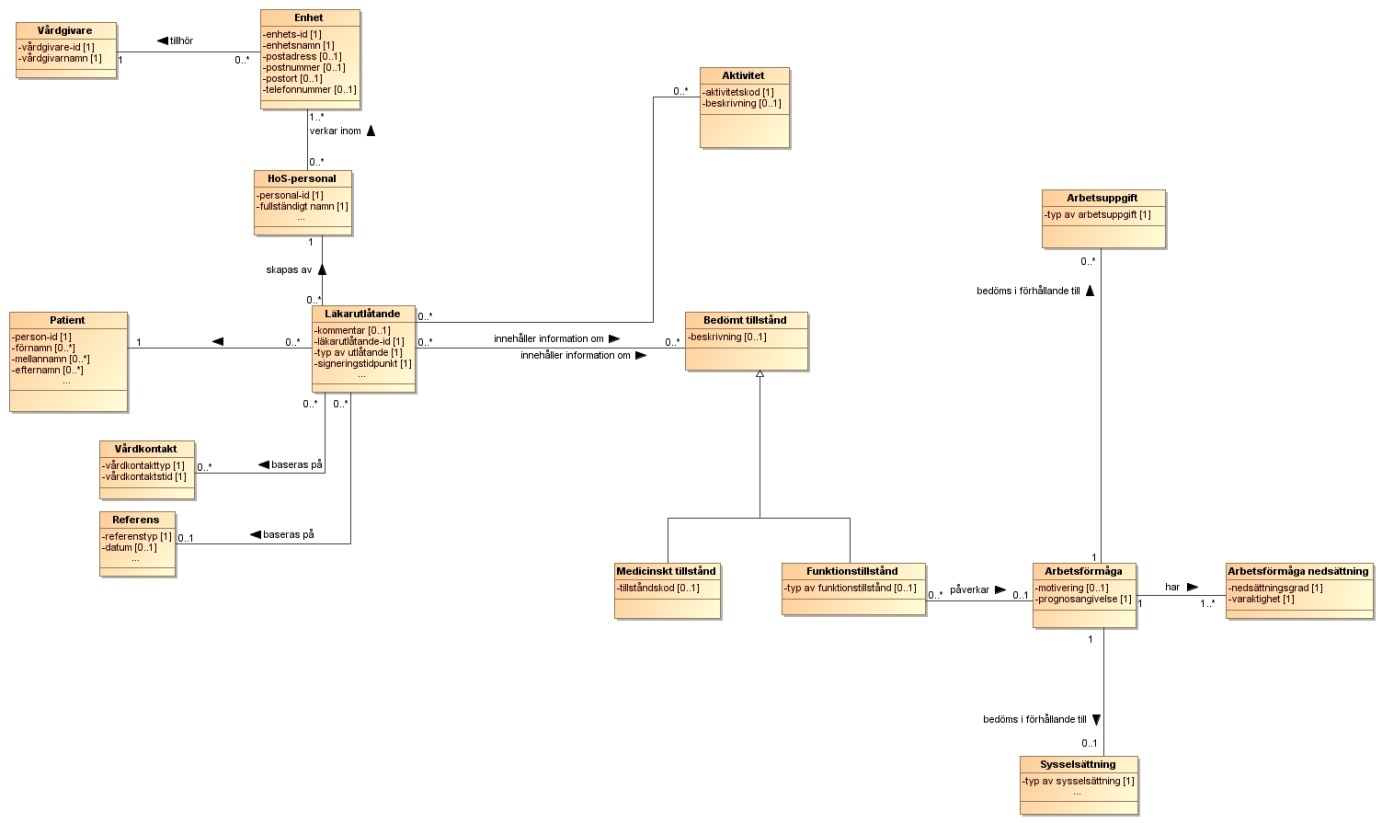 Vårdgivare
-vårdgivare-id [1]
-vårdgivarnamn [1]
tillhör
1
0..*
Enhet
-enhets-id [1]
-enhetsnamn [1]
-postadress [0..1]
-postnummer [0..1]
-postort [0..1]
-telefonnummer [0..1]
1..*
verkar inom
0..*
HoS-personal
-personal-id [1]
-fullständigt namn [1]
...
1
skapas av
0..*
Aktivitet
-aktivitetskod [1]
-beskrivning [0..1]
0..*
Patient
-person-id [1]
-förnamn [0..*]
-mellannamn [0..*]
-efternamn [0..*]
...
1
0..*
Läkarutlåtande
-kommentar [0..1]
-läkarutlåtande-id [1]
-typ av utlåtande [1]
-signeringstidpunkt [1]
...
0..*
0..*
innehåller information om
innehåller information om
0..*
Bedömt tillstånd
-beskrivning [0..1]
0..*
0..*
Vårdkontakt
-vårdkontakttyp [1]
-vårdkontaktstid [1]
0..*
baseras på
Referens
-referenstyp [1]
-datum [0..1]
...
0..1
baseras på
Arbetsuppgift
-typ av arbetsuppgift [1]
0..*
bedöms i förhållande till
1
Medicinskt tillstånd
-tillståndskod [0..1]
Funktionstillstånd
-typ av funktionstillstånd [0..1]
0..*
påverkar
0..1
Arbetsförmåga
-motivering [0..1]
-prognosangivelse [1]
1
har
1..*
Arbetsförmåga nedsättning
-nedsättningsgrad [1]
-varaktighet [1]
1
bedöms i förhållande till
0..1
Sysselsättning
-typ av sysselsättning [1]
...